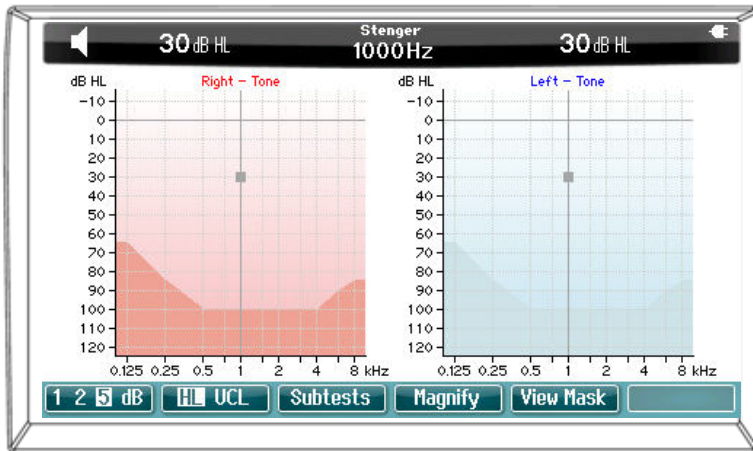 Stenger
30 dB HL 1000Hz 30 dB HL
dB HL Right - Tone dB HL Left - Tone
-10 -10
0 0
10 10
20 20
30 30
40 40
50 50
60 60
70 70
80 80
90 90
100 100
110 110
120 120
0.125 0.25 0.5 1 2 4 8 kHz 0.125 0.25 0.5 1 2 4 8 kHz
1 2 5 dB HL UCL Subtests Magnify View Mask